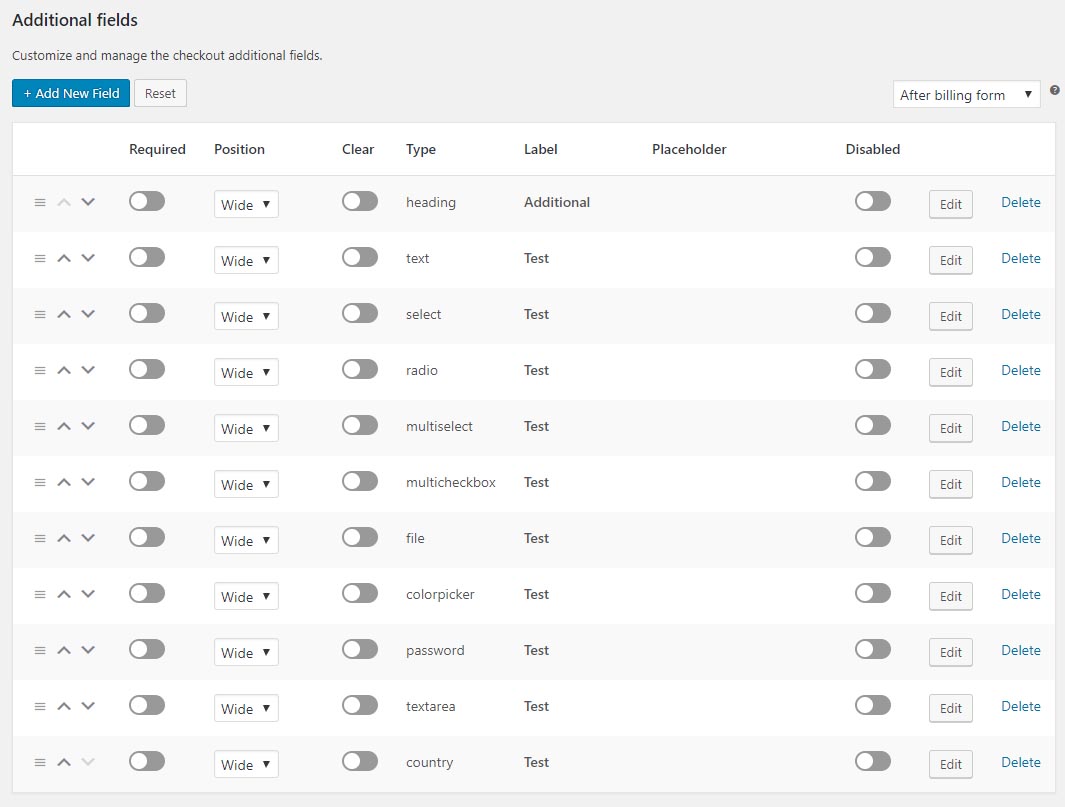 Additional fields
Customize and manage the checkout additional fields.
+ Add New Field Reset After billing form ?
Required Position Clear Type Label Placeholder Disabled
Wide heading Additional Edit Delete
Wide text Test Edit Delete
Wide select Test Edit Delete
Wide radio Test Edit Delete
Wide multiselect Test Edit Delete
Wide multicheckbox Test Edit Delete
Wide file Test Edit Delete
Wide colorpicker Test Edit Delete
Wide password Test Edit Delete
Wide textarea Test Edit Delete
Wide country Test Edit Delete